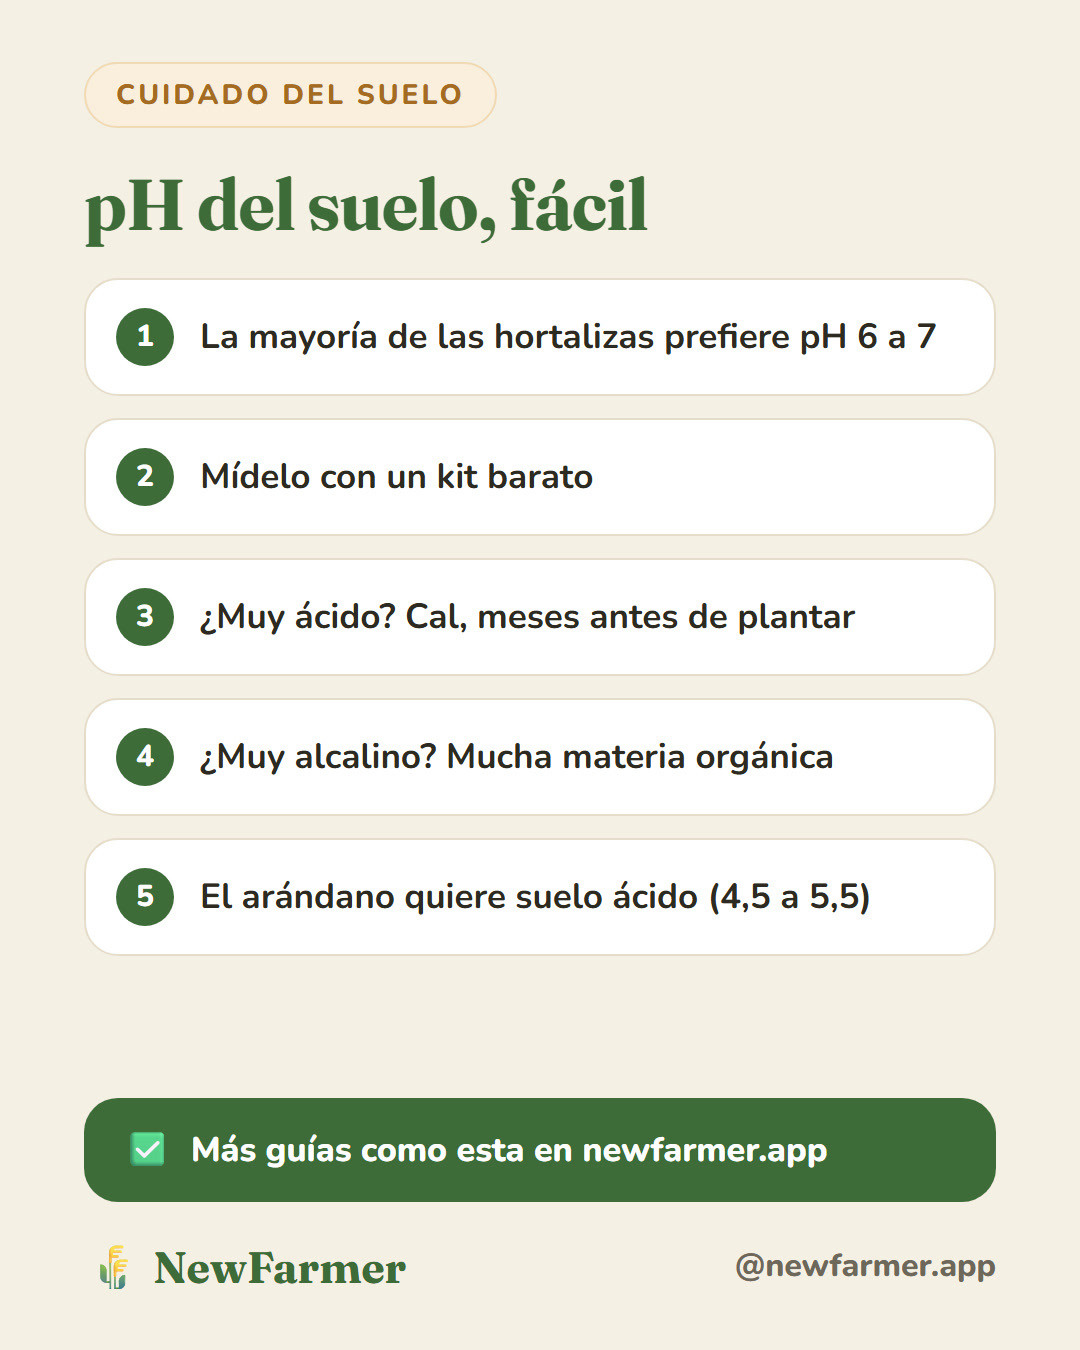 CUIDADO DEL SUELO
pH del suelo, fácil
1 La mayoría de las hortalizas prefiere pH 6 a 7
2 Mídelo con un kit barato
3 ¿Muy ácido? Cal, meses antes de plantar
4 ¿Muy alcalino? Mucha materia orgánica
5 El arándano quiere suelo ácido (4,5 a 5,5)
Más guías como esta en newfarmer.app
NewFarmer
@newfarmer.app